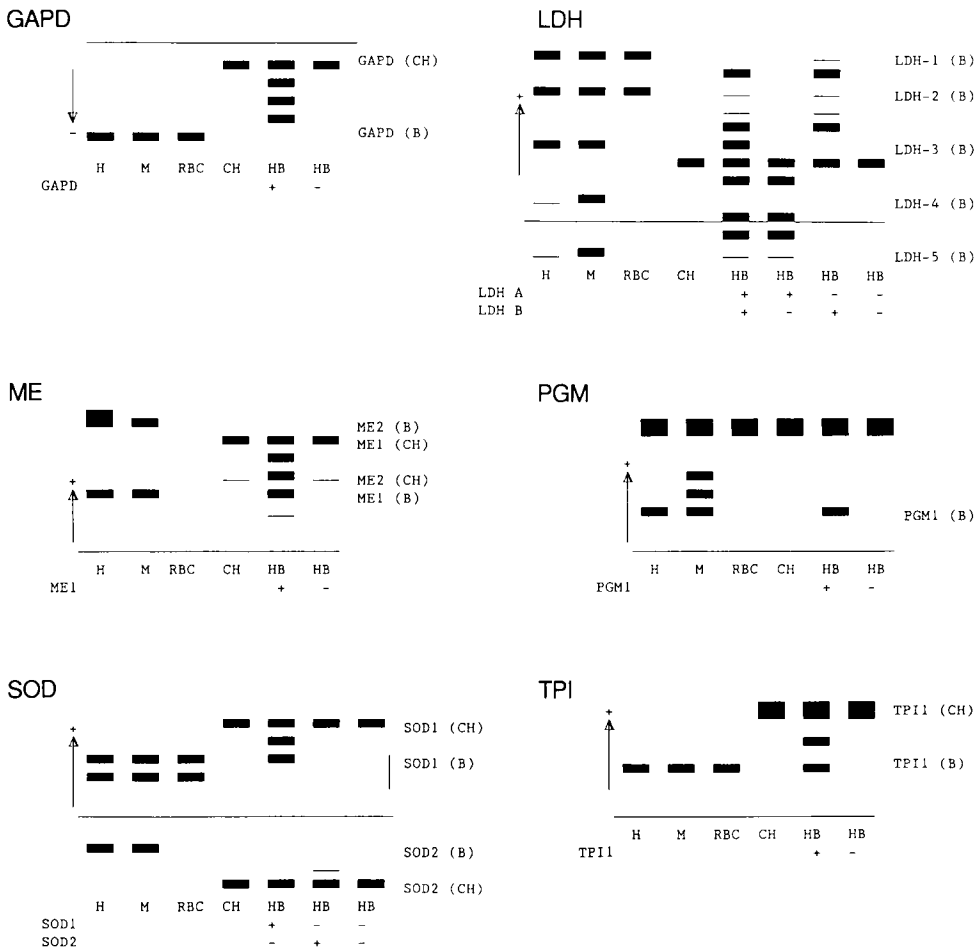 GAPD
GAPD (CH)
+
-
GAPD (B)
H M RBC CH HB HB
GAPD + -
LDH
LDH-1 (B)
LDH-2 (B)
+
LDH-3 (B)
LDH-4 (B)
LDH-5 (B)
H M RBC CH HB HB HB HB
LDH A + + - -
LDH B + - + -
ME
ME2 (B)
ME1 (CH)
ME2 (CH)
+
ME1 (B)
H M RBC CH HB HB
ME1 + -
PGM
+
PGM1 (B)
H M RBC CH HB HB
PGM1 + -
SOD
+
SOD1 (CH)
SOD1 (B)
SOD2 (B)
SOD2 (CH)
H M RBC CH HB HB HB
SOD1 + - -
SOD2 - + -
TPI
+
TPI1 (CH)
TPI1 (B)
H M RBC CH HB HB
TPI1 + -